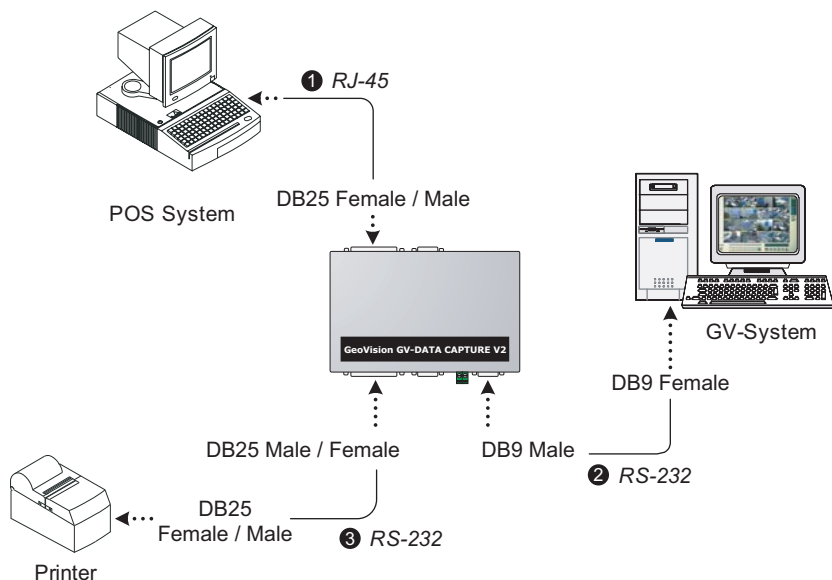 ❶ RJ-45
POS System
DB25 Female / Male
GeoVision GV-DATA CAPTURE V2
GV-System
DB9 Female
DB25 Male / Female
DB9 Male
❷ RS-232
DB25
Female / Male
❸ RS-232
Printer